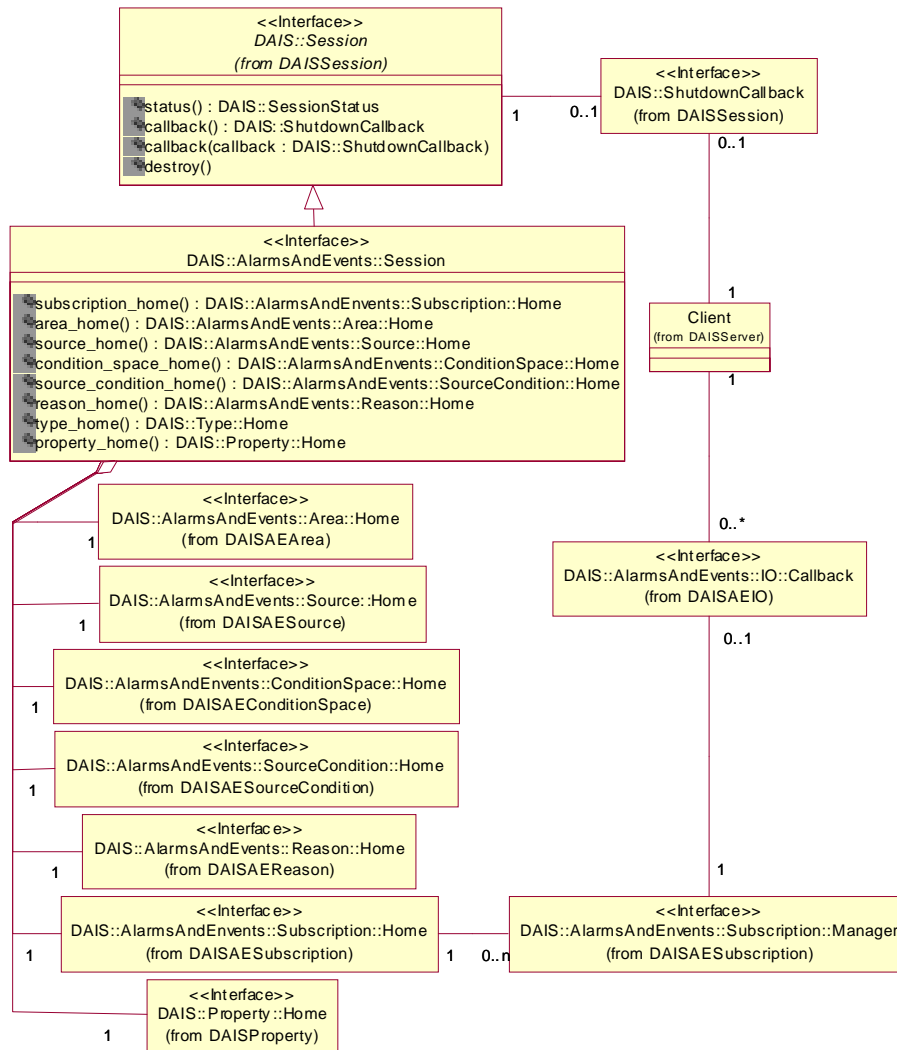 <<Interface>>
DAIS::Session
(from DAISSession)
status() : DAIS::SessionStatus
callback() : DAIS::ShutdownCallback
callback(callback : DAIS::ShutdownCallback)
destroy()
1
0..1
<<Interface>>
DAIS::ShutdownCallback
(from DAISSession)
0..1
<<Interface>>
DAIS::AlarmsAndEvents::Session
subscription_home() : DAIS::AlarmsAndEnvents::Subscription::Home
area_home() : DAIS::AlarmsAndEvents::Area::Home
source_home() : DAIS::AlarmsAndEvents::Source::Home
condition_space_home() : DAIS::AlarmsAndEnvents::ConditionSpace::Home
source_condition_home() : DAIS::AlarmsAndEvents::SourceCondition::Home
reason_home() : DAIS::AlarmsAndEvents::Reason::Home
type_home() : DAIS::Type::Home
property_home() : DAIS::Property::Home
1
Client
(from DAISServer)
1
0..*
<<Interface>>
DAIS::AlarmsAndEvents::Area::Home
(from DAISAEArea)
1
<<Interface>>
DAIS::AlarmsAndEvents::IO::Callback
(from DAISAEIO)
0..1
<<Interface>>
DAIS::AlarmsAndEvents::Source::Home
(from DAISAESource)
1
<<Interface>>
DAIS::AlarmsAndEnvents::ConditionSpace::Home
(from DAISAEConditionSpace)
1
<<Interface>>
DAIS::AlarmsAndEvents::SourceCondition::Home
(from DAISAESourceCondition)
1
<<Interface>>
DAIS::AlarmsAndEvents::Reason::Home
(from DAISAEReason)
1
1
<<Interface>>
DAIS::AlarmsAndEnvents::Subscription::Home
(from DAISAESubscription)
1
1
0..n
<<Interface>>
DAIS::AlarmsAndEnvents::Subscription::Manager
(from DAISAESubscription)
<<Interface>>
DAIS::Property::Home
(from DAISProperty)
1